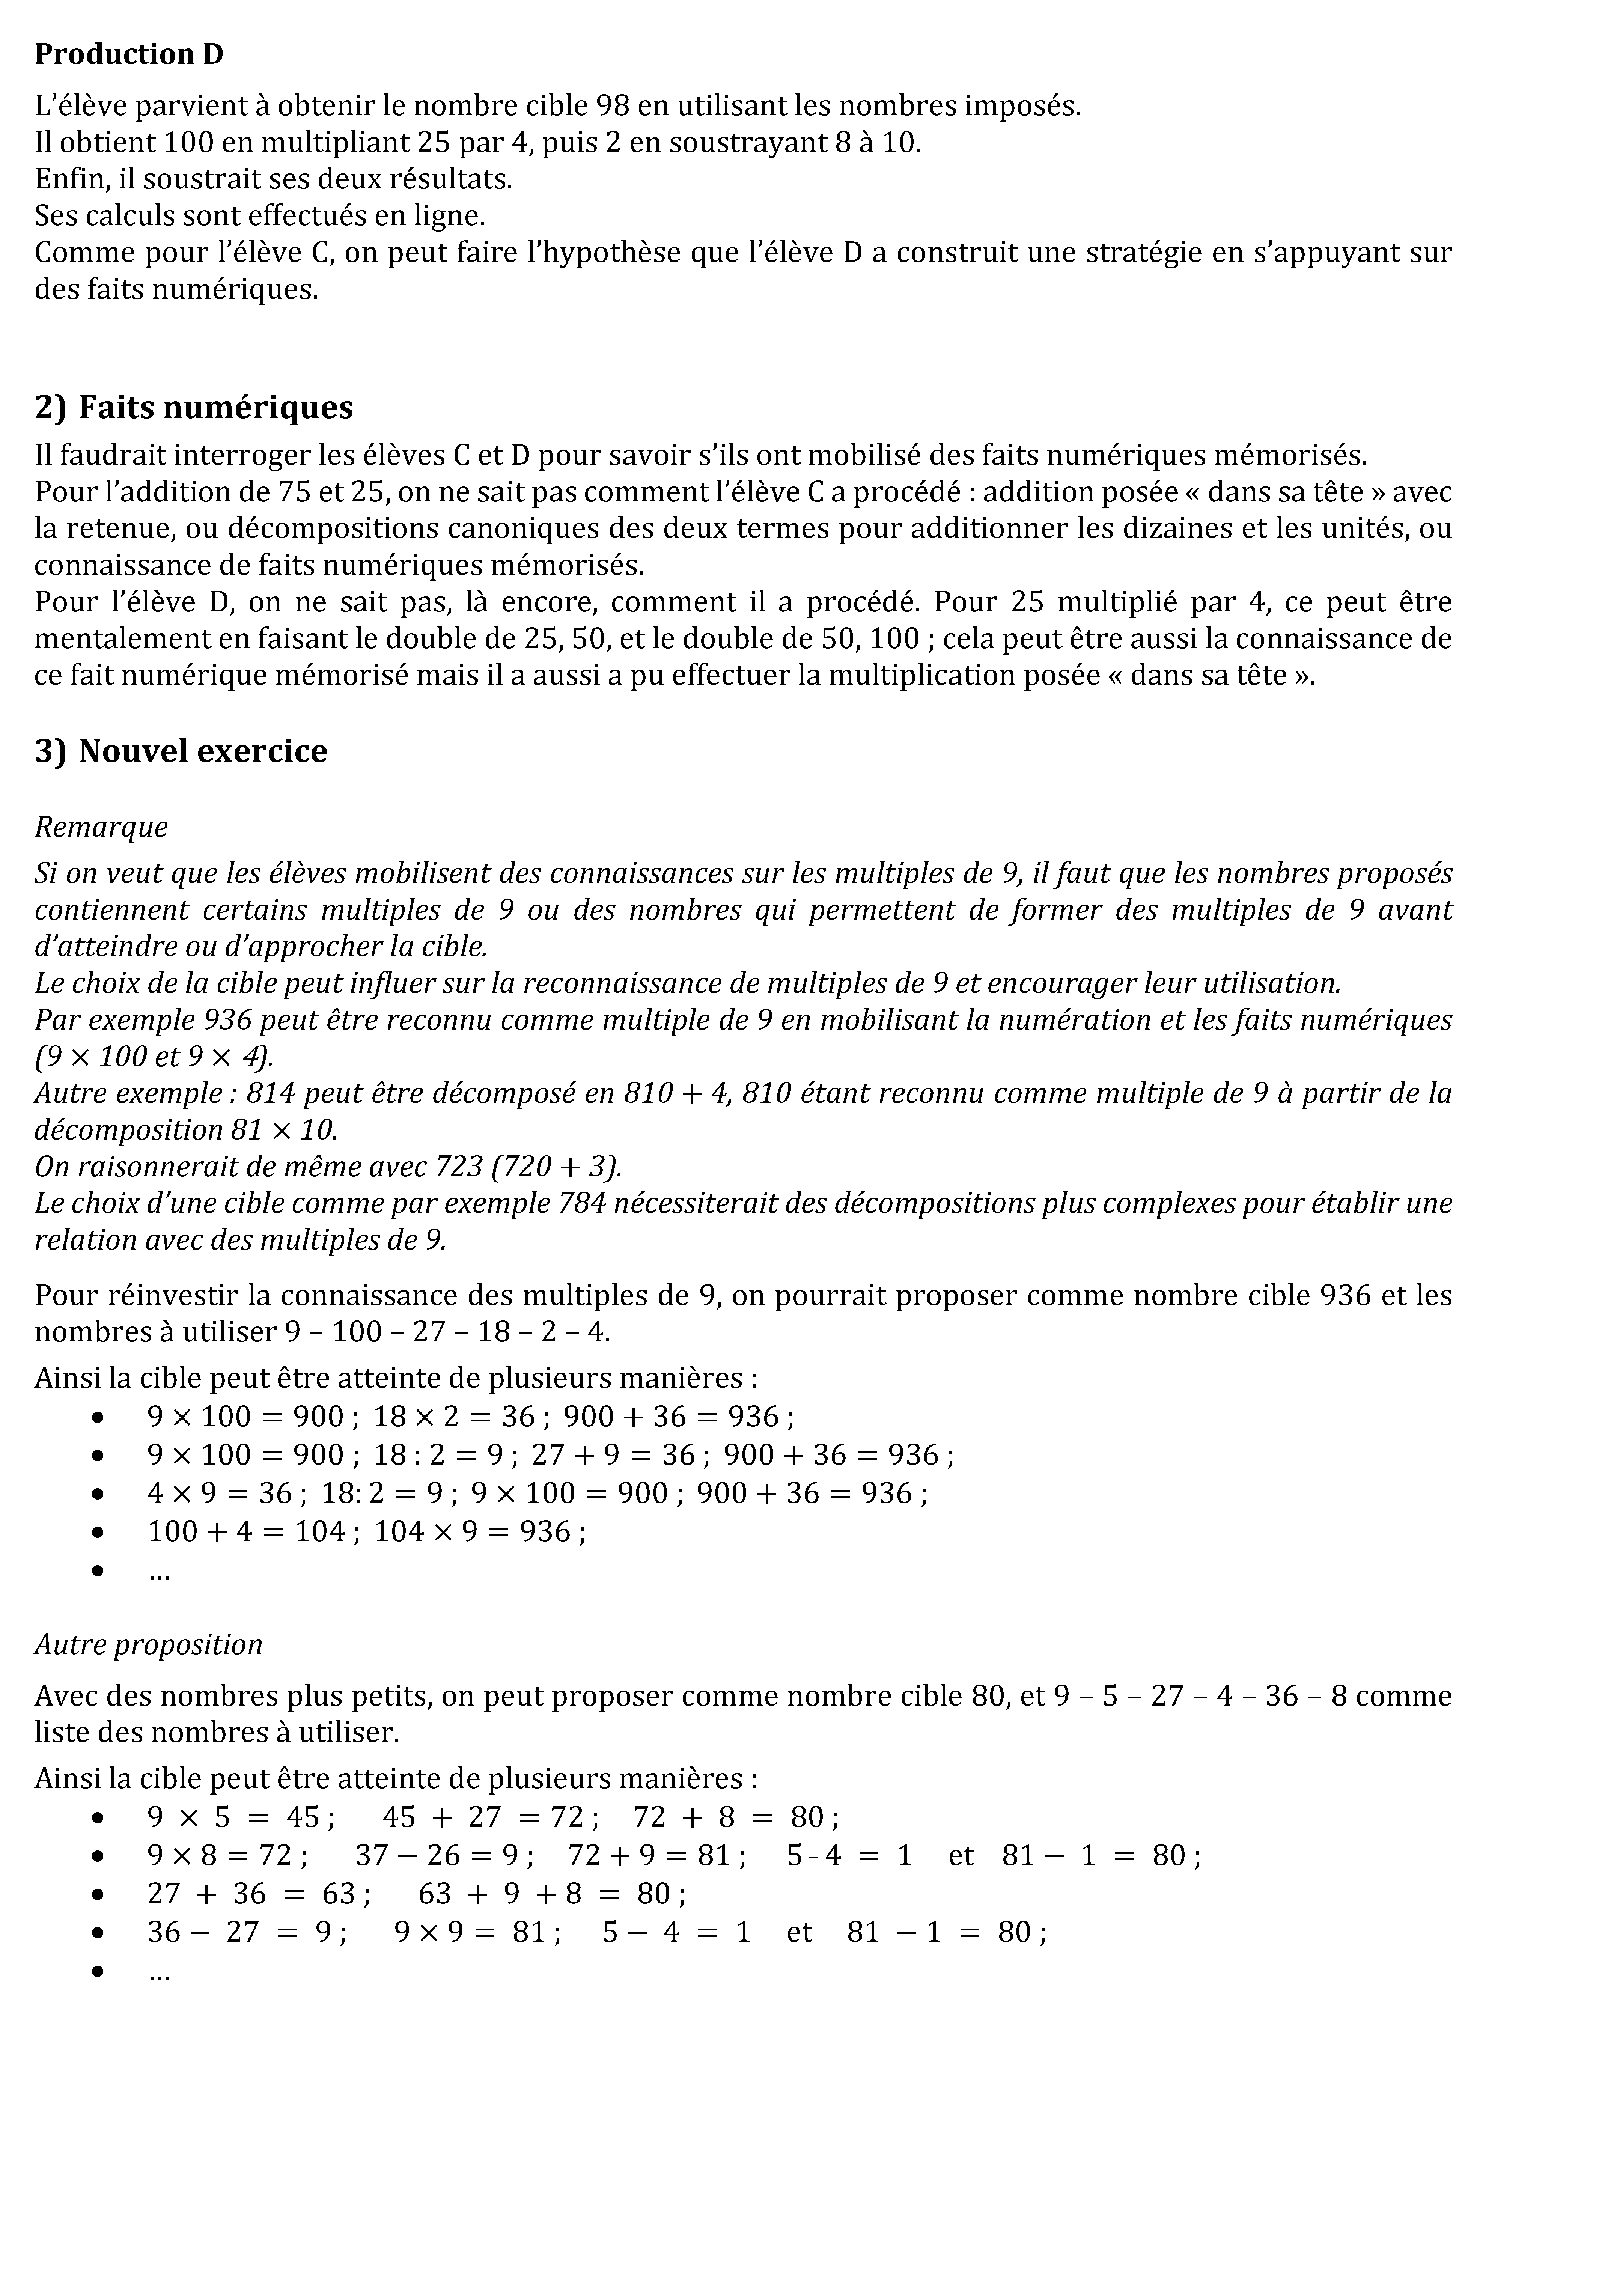 Production D
L’élève parvient à obtenir le nombre cible 98 en utilisant les nombres imposés.
Il obtient 100 en multipliant 25 par 4, puis 2 en soustrayant 8 à 10.
Enfin, il soustrait ses deux résultats.
Ses calculs sont effectués en ligne.
Comme pour l’élève C, on peut faire l’hypothèse que l’élève D a construit une stratégie en s’appuyant sur
des faits numériques.
2) Faits numériques
Il faudrait interroger les élèves C et D pour savoir s’ils ont mobilisé des faits numériques mémorisés.
Pour l’addition de 75 et 25, on ne sait pas comment l’élève C a procédé : addition posée « dans sa tête » avec
la retenue, ou décompositions canoniques des deux termes pour additionner les dizaines et les unités, ou
connaissance de faits numériques mémorisés.
Pour l’élève D, on ne sait pas, là encore, comment il a procédé. Pour 25 multiplié par 4, ce peut être
mentalement en faisant le double de 25, 50, et le double de 50, 100 ; cela peut être aussi la connaissance de
ce fait numérique mémorisé mais il a aussi a pu effectuer la multiplication posée « dans sa tête ».
3) Nouvel exercice
Remarque
Si on veut que les élèves mobilisent des connaissances sur les multiples de 9, il faut que les nombres proposés
contiennent certains multiples de 9 ou des nombres qui permettent de former des multiples de 9 avant
d’atteindre ou d’approcher la cible.
Le choix de la cible peut influer sur la reconnaissance de multiples de 9 et encourager leur utilisation.
Par exemple 936 peut être reconnu comme multiple de 9 en mobilisant la numération et les faits numériques
(9 × 100 et 9 × 4).
Autre exemple : 814 peut être décomposé en 810 + 4, 810 étant reconnu comme multiple de 9 à partir de la
décomposition 81 × 10.
On raisonnerait de même avec 723 (720 + 3).
Le choix d’une cible comme par exemple 784 nécessiterait des décompositions plus complexes pour établir une
relation avec des multiples de 9.
Pour réinvestir la connaissance des multiples de 9, on pourrait proposer comme nombre cible 936 et les
nombres à utiliser 9 – 100 – 27 – 18 – 2 – 4.
Ainsi la cible peut être atteinte de plusieurs manières :
• 9 × 100 = 900 ; 18 × 2 = 36 ; 900 + 36 = 936 ;
• 9 × 100 = 900 ; 18 : 2 = 9 ; 27 + 9 = 36 ; 900 + 36 = 936 ;
• 4 × 9 = 36 ; 18: 2 = 9 ; 9 × 100 = 900 ; 900 + 36 = 936 ;
• 100 + 4 = 104 ; 104 × 9 = 936 ;
• …
Autre proposition
Avec des nombres plus petits, on peut proposer comme nombre cible 80, et 9 – 5 – 27 – 4 – 36 – 8 comme
liste des nombres à utiliser.
Ainsi la cible peut être atteinte de plusieurs manières :
• 9 × 5 = 45 ; 45 + 27 = 72 ; 72 + 8 = 80 ;
• 9 × 8 = 72 ; 37 − 26 = 9 ; 72 + 9 = 81 ; 5 - 4 = 1 et 81 − 1 = 80 ;
• 27 + 36 = 63 ; 63 + 9 + 8 = 80 ;
• 36 − 27 = 9 ; 9 × 9 = 81 ; 5 − 4 = 1 et 81 − 1 = 80 ;
• …